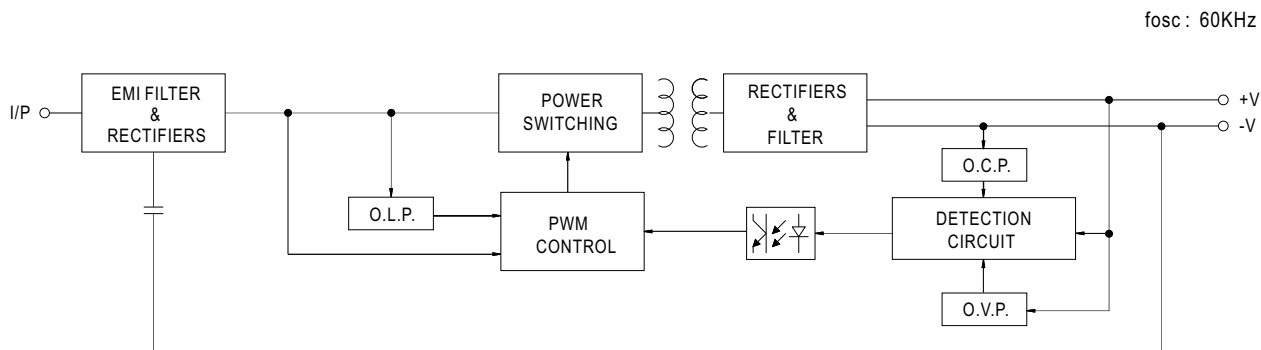 fosc : 60KHz
I/P
EMI FILTER
&
RECTIFIERS
POWER
SWITCHING
RECTIFIERS
&
FILTER
+V
-V
O.C.P.
O.L.P.
PWM
CONTROL
DETECTION
CIRCUIT
O.V.P.